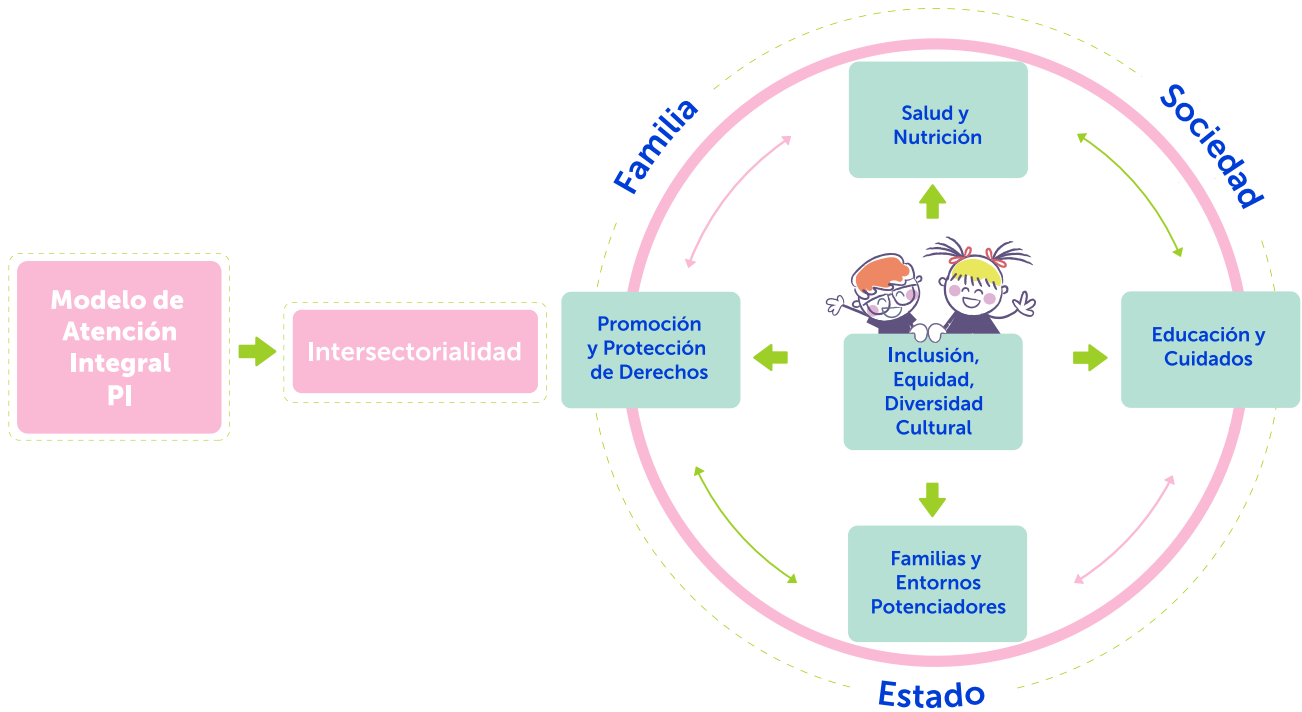 Modelo de
Atención
Integral
PI
Intersectorialidad
Familia
Sociedad
Estado
Salud y
Nutrición
Promoción
y Protección
de Derechos
Inclusión,
Equidad,
Diversidad
Cultural
Educación y
Cuidados
Familias y
Entornos
Potenciadores